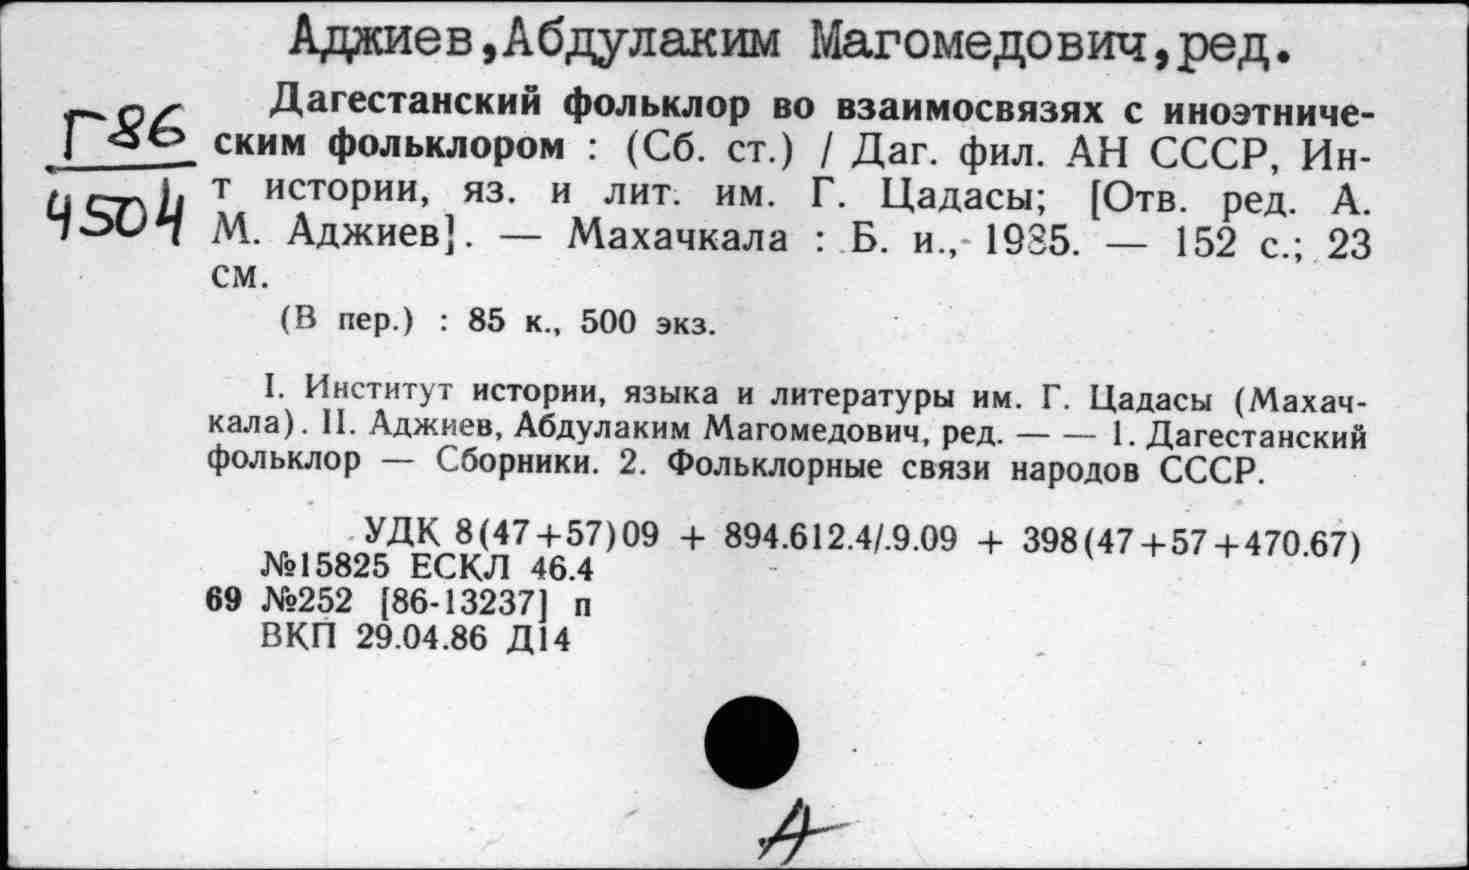 Аджиев,Абдулаким Магомедович,ред.
Г86
4504
Дагестанский фольклор во взаимосвязях с иноэтниче-
ским фольклором : (Сб. ст.) / Даг. фил. АН СССР, Ин-
т истории, яз. и лит. им. Г. Цадасы; [Отв. ред. А.
М. Аджиев]. — Махачкала : Б. и., 1985. — 152 с.; 23
см.
(В пер.) : 85 к., 500 экз.
I. Институт истории, языка и литературы им. Г. Цадасы (Махач-
кала). II. Аджиев, Абдулаким Магомедович, ред. — — 1. Дагестанский
фольклор — Сборники. 2. Фольклорные связи народов СССР.
УДК 8(47+57)09 + 894.612.4/.9.09 + 398(47+57+470.67)
№15825 ЕСКЛ 46.4
69 №252 [86-13237] п
ВКП 29.04.86 Д14
А